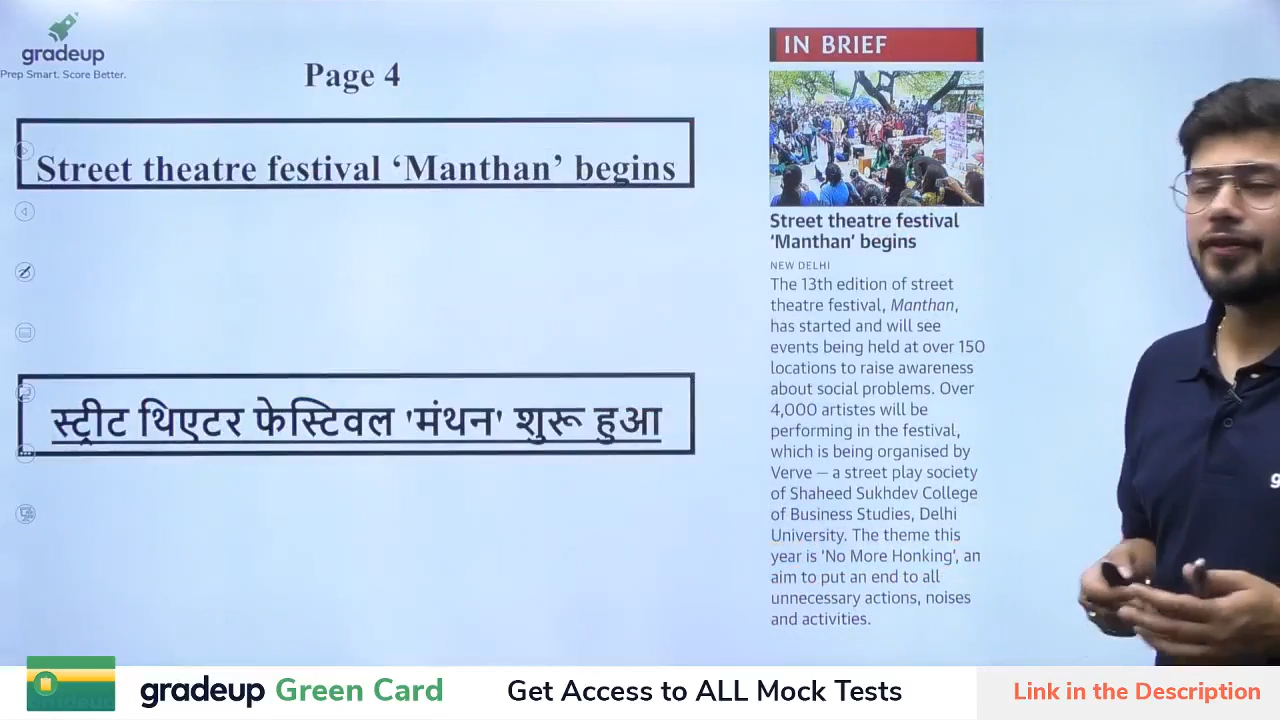 gradeup
Prep Smart. Score Better.
Page 4
Street theatre festival ‘Manthan’ begins
स्ट्रीट थिएटर फेस्टिवल 'मंथन' शुरू हुआ
IN BRIEF
Street theatre festival
‘Manthan’ begins
NEW DELHI
The 13th edition of street
theatre festival, Manthan,
has started and will see
events being held at over 150
locations to raise awareness
about social problems. Over
4,000 artistes will be
performing in the festival,
which is being organised by
Verve — a street play society
of Shaheed Sukhdev College
of Business Studies, Delhi
University. The theme this
year is ‘No More Honking’, an
aim to put an end to all
unnecessary actions, noises
and activities.
g
gradeup Green Card
Get Access to ALL Mock Tests
Link in the Description